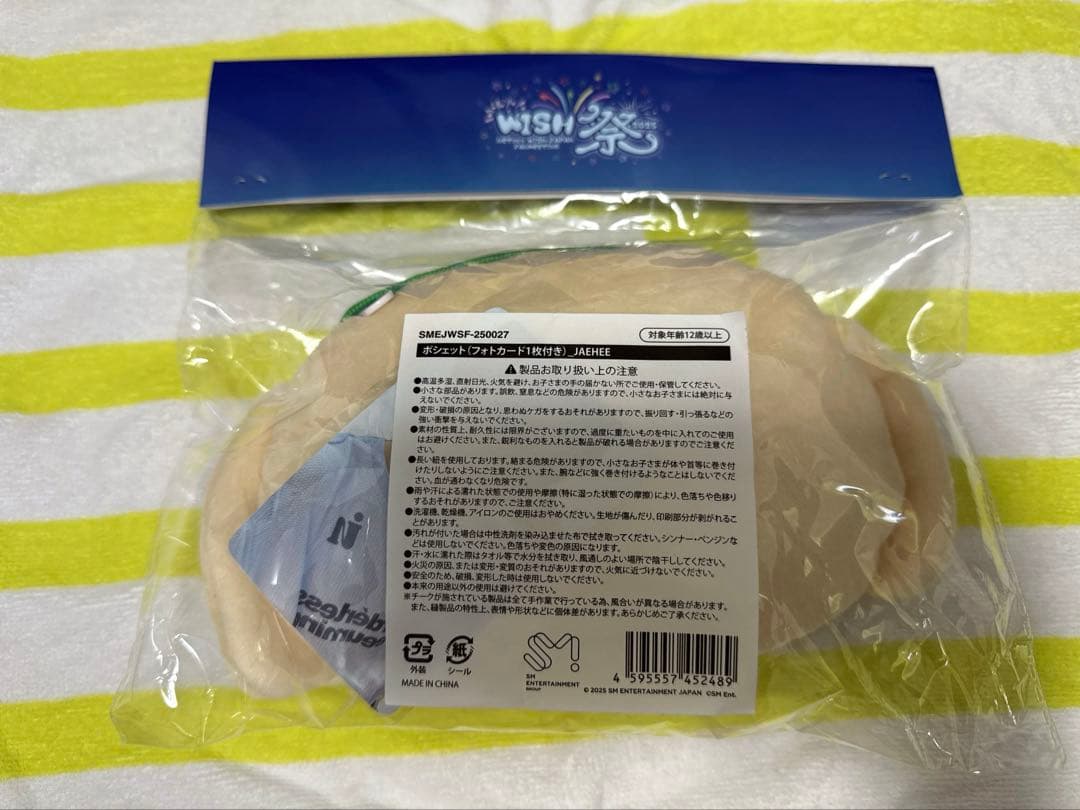 WISH 祭
2025
SMEJWSF-250027
対象年齢12歳以上
ポシェット(フォトカード1枚付き)_JAEHEE
製品お取り扱い上の注意
●高温多湿、直射日光、火気を避け、お子さまの手の届かない所でご使用・保管してください。
●小さな部品があります。誤飲、窒息などの危険がありますので、小さなお子さまには絶対に与
えないでください。
●変形・破損の原因となり、思わぬケガをするおそれがありますので、振り回す・引っ張るなどの
強い衝撃を与えないでください。
●素材の性質上、耐久性には限界がございますので、過度に重たいものを中に入れてのご使用
はお避けください。また、鋭利なものを入れると製品が破れる場合がありますのでご注意くださ
い。
●長い紐を使用しております。絡まる危険がありますので、小さなお子さまが体や首等に巻き付
けたりしないようにご注意ください。また、腕などに強く巻き付けるようなことはしないでくださ
い。血が通わなくなり危険です。
●雨や汗による濡れた状態での使用や摩擦(特に湿った状態での摩擦)により、色落ちや色移り
するおそれがありますので、ご注意ください。
●洗濯機、乾燥機、アイロンのご使用はおやめください。生地が傷んだり、印刷部分が剥がれるこ
とがあります。
●汚れが付いた場合は中性洗剤を染み込ませた布で拭き取ってください。シンナー・ベンジンな
どは使用しないでください。色落ちや変色の原因になります。
●汗・水に濡れた際はタオル等で水分を拭き取り、風通しのよい場所で陰干ししてください。
●火災の原因、または変形・変質のおそれがありますので、火気に近づけないでください。
●安全のため、破損、変形した時は使用しないでください。
●本来の用途以外の使用は避けてください。
※チークが施されている製品は全て手作業で行っている為、風合いが異なる場合があります。
また、縫製品の特性上、表情や形状などに個体差があります。あらかじめご了承ください。
プラ
外装
紙
シール
MADE IN CHINA
SM
ENTERTAINMENT
GROUP
4 595557 452489
© 2025 SM ENTERTAINMENT JAPAN ©SM Ent.